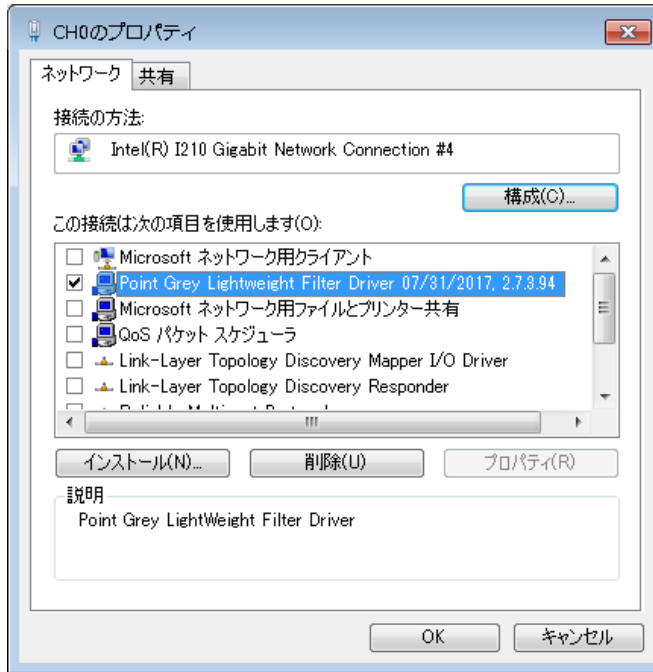 CH0のプロパティ
ネットワーク 共有
接続の方法:
Intel(R) I210 Gigabit Network Connection #4
構成(C)...
この接続は次の項目を使用します(O):
Microsoft ネットワーク用クライアント
Point Grey Lightweight Filter Driver 07/31/2017, 2.7.3.94
Microsoft ネットワーク用ファイルとプリンター共有
QoS パケット スケジューラ
Link-Layer Topology Discovery Mapper I/O Driver
Link-Layer Topology Discovery Responder
インストール(N)... 削除(U) プロパティ(R)
説明
Point Grey LightWeight Filter Driver
OK キャンセル